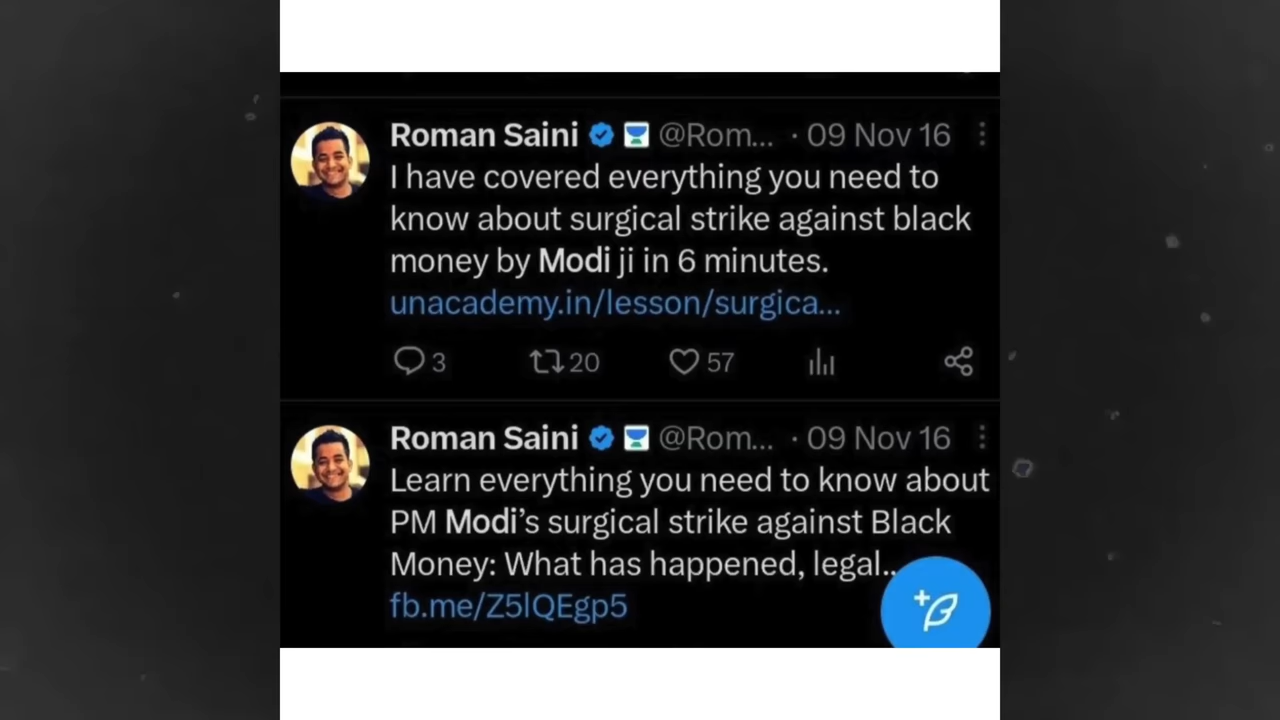 Roman Saini @Rom... · 09 Nov 16
I have covered everything you need to
know about surgical strike against black
money by Modi ji in 6 minutes.
unacademy.in/lesson/surgica...
3 20 57
Roman Saini @Rom... · 09 Nov 16
Learn everything you need to know about
PM Modi’s surgical strike against Black
Money: What has happened, legal..
fb.me/Z5lQEgp5